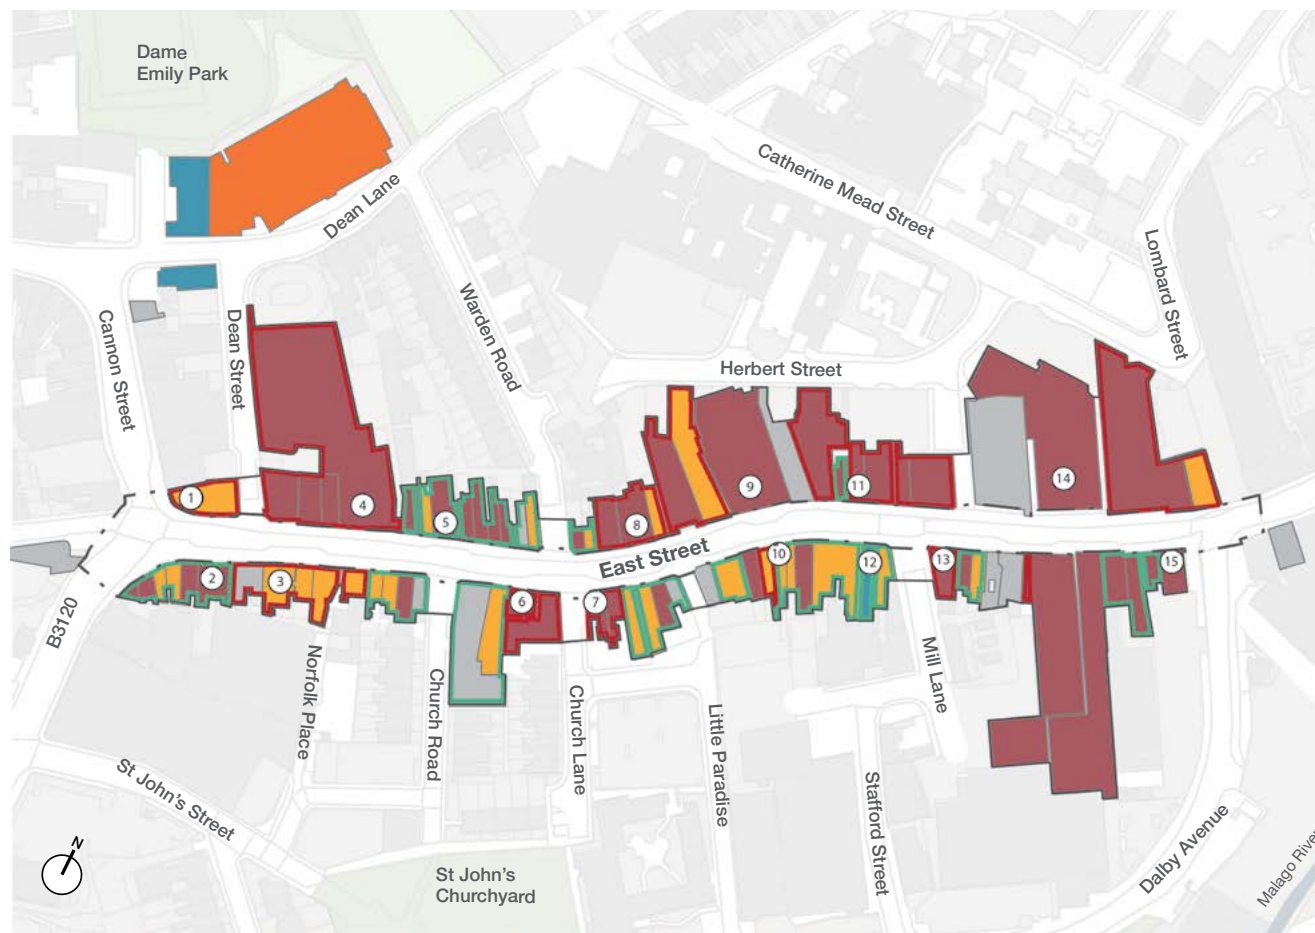 Dame
Emily Park
Dean Lane
Catherine Mead Street
Lombard Street
Cannon Street
Dean Street
Warden Road
Herbert Street
1
4
5
8
9
11
14
East Street
2
3
6
7
10
12
13
15
B3120
Norfolk Place
Church Road
Church Lane
Little Paradise
Mill Lane
Stafford Street
St John's Street
Dalby Avenue
Malago River
N
St John's
Churchyard